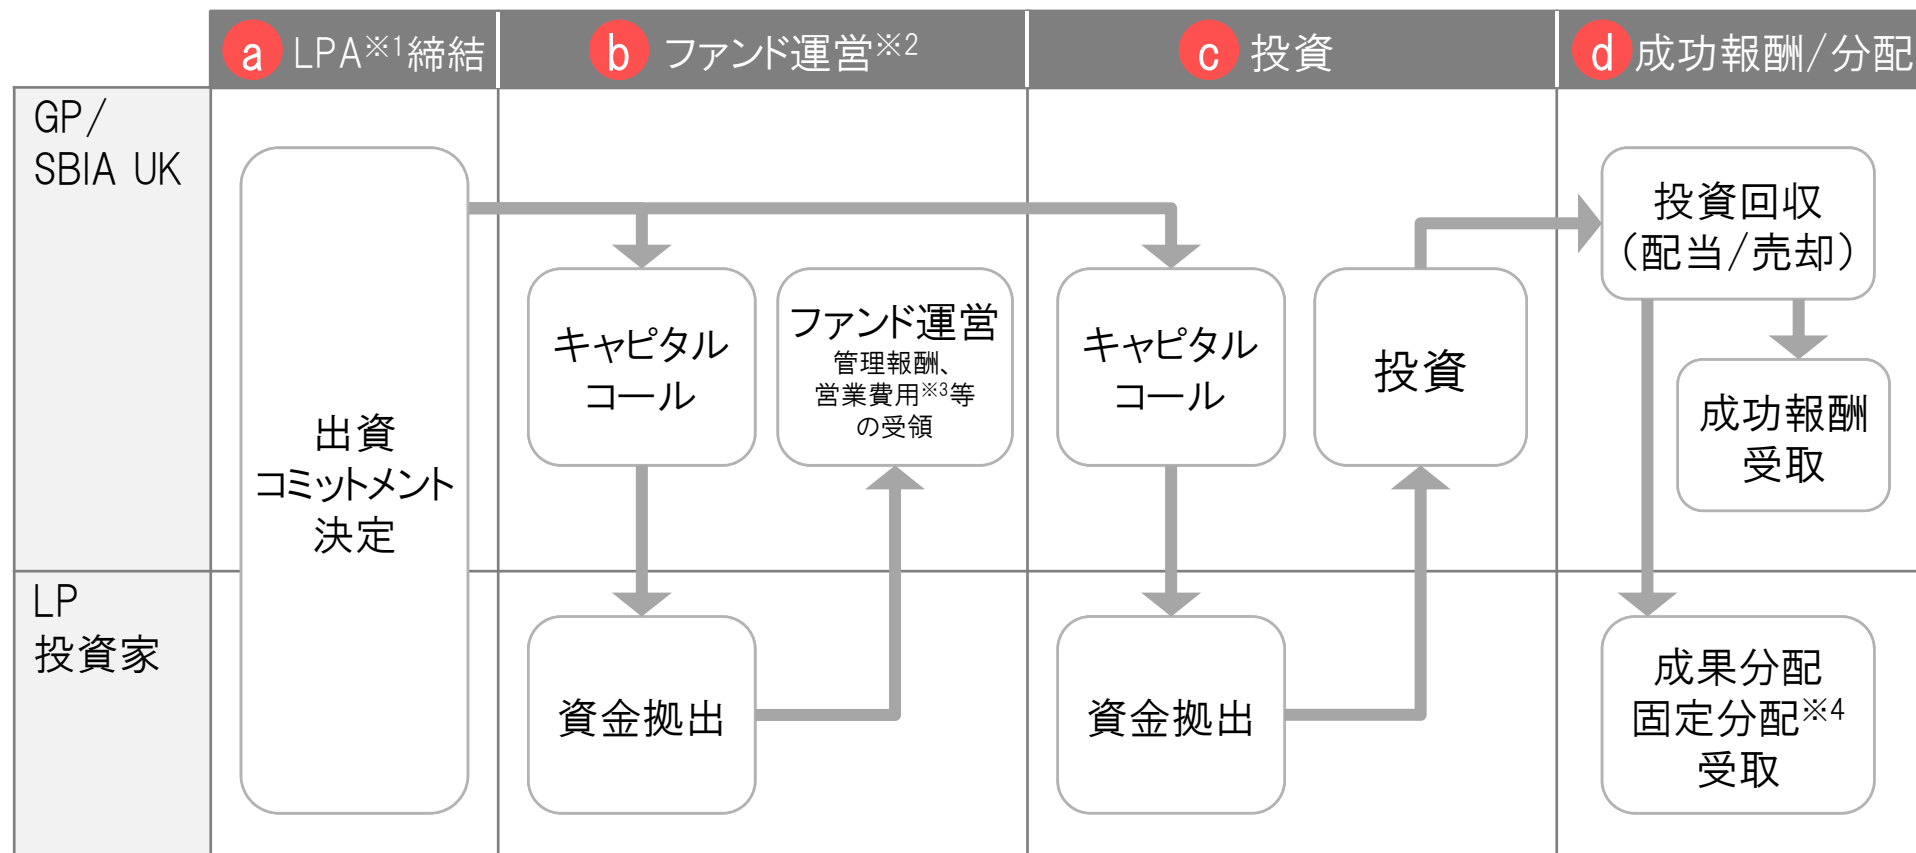 a LPA※1締結
b ファンド運営※2
c 投資
d 成功報酬/分配
GP/
SBIA UK
出資
コミットメント
決定
キャピタル
コール
ファンド運営
管理報酬、
営業費用※3等
の受領
キャピタル
コール
投資
投資回収
（配当/売却）
成功報酬
受取
LP
投資家
資金拠出
資金拠出
成果分配
固定分配※4
受取